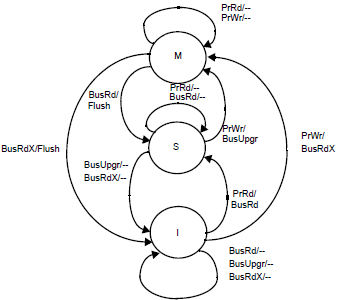 PrRd/--
PrWr/--
M
BusRd/
Flush
PrRd/--
BusRd/--
PrWr/
BusUpgr
PrWr/
BusRdX
BusRdX/Flush
S
BusUpgr/--
BusRdX/--
PrRd/
BusRd
I
BusRd/--
BusUpgr/--
BusRdX/--